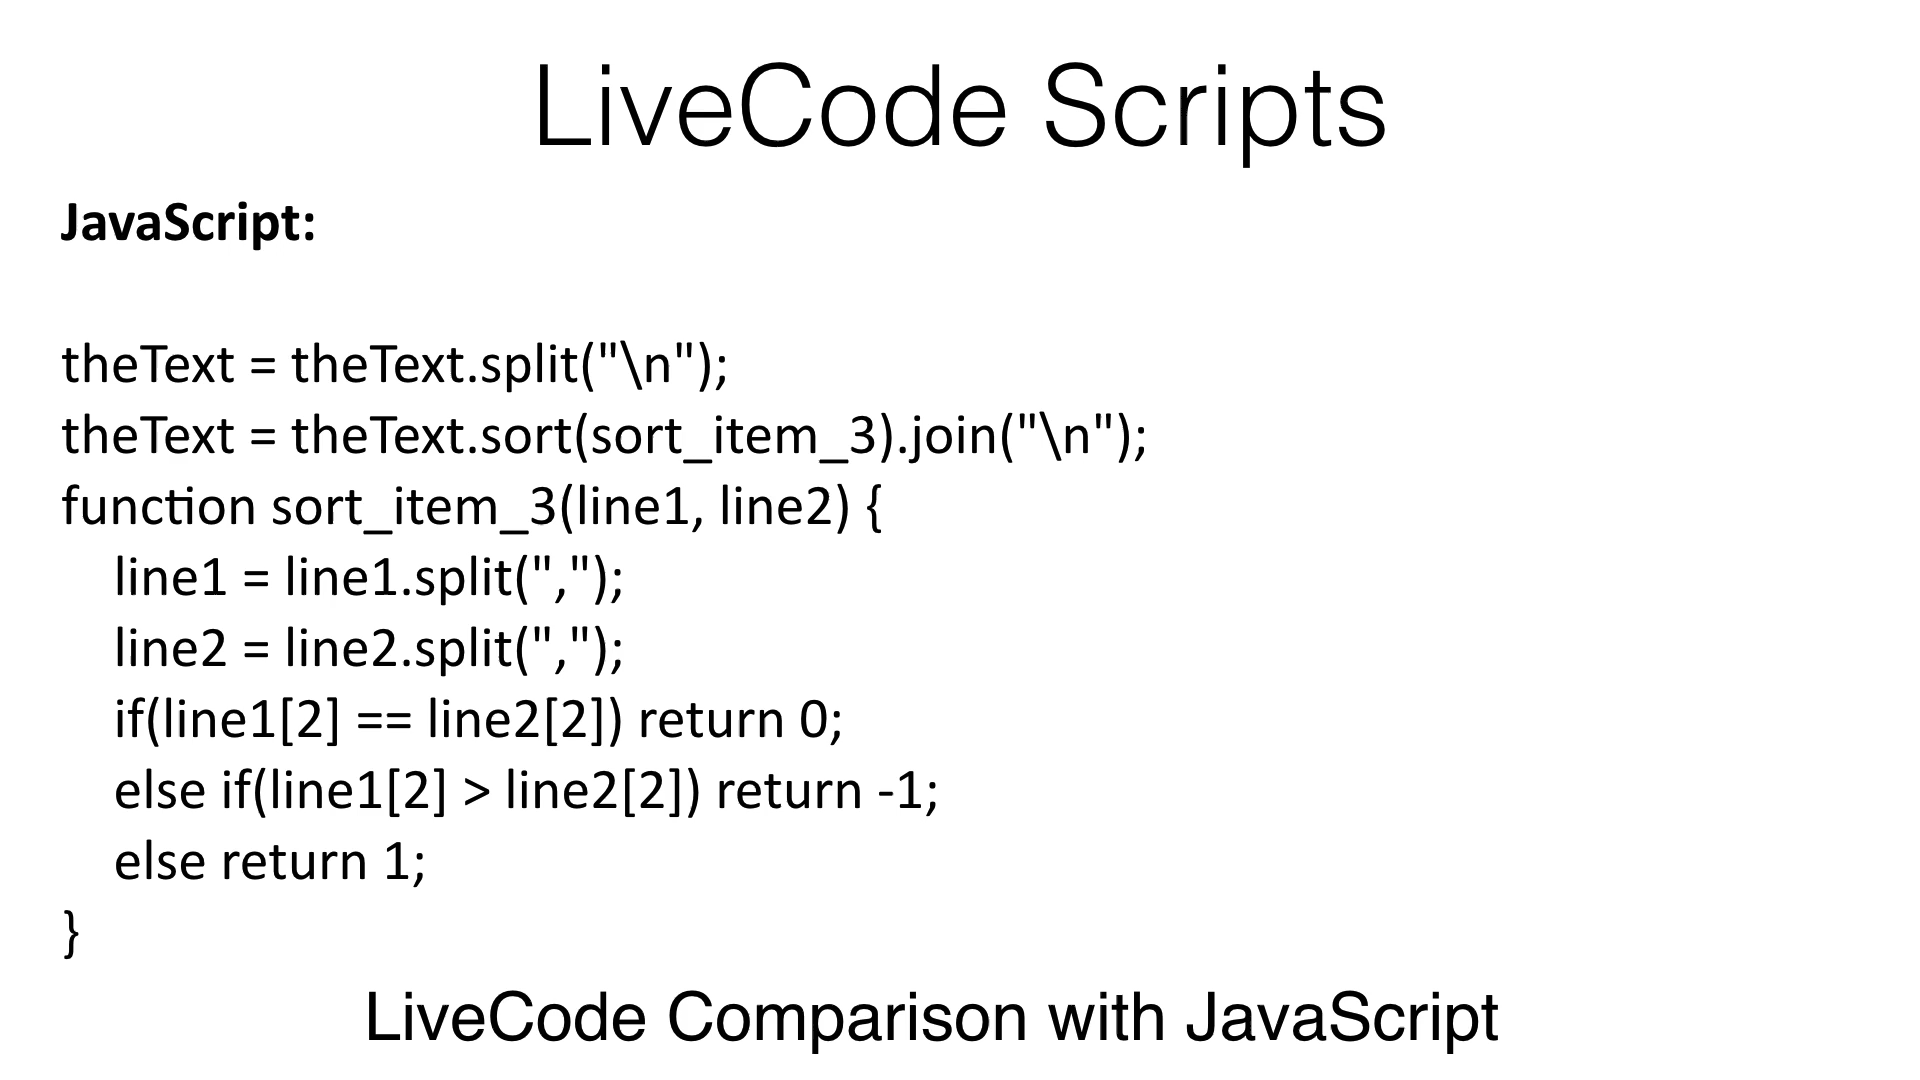 LiveCode Scripts
JavaScript:
theText = theText.split("\n");
theText = theText.sort(sort_item_3).join("\n");
function sort_item_3(line1, line2) {
    line1 = line1.split(",");
    line2 = line2.split(",");
    if(line1[2] == line2[2]) return 0;
    else if(line1[2] > line2[2]) return -1;
    else return 1;
}
LiveCode Comparison with JavaScript